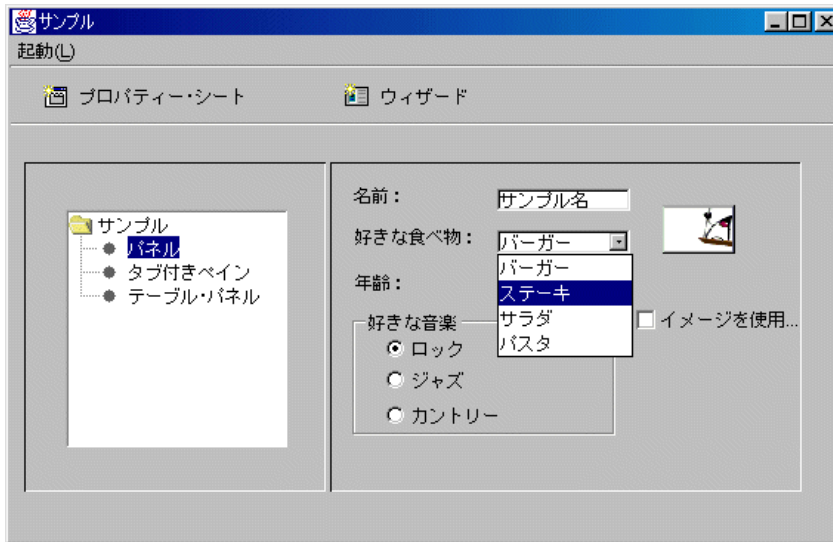 サンプル
起動(L)
プロパティー・シート
ウィザード
サンプル
パネル
タブ付きペイン
テーブル・パネル
名前：
サンプル名
好きな食べ物：
バーガー
バーガー
ステーキ
サラダ
パスタ
年齢：
イメージを使用...
好きな音楽
ロック
ジャズ
カントリー